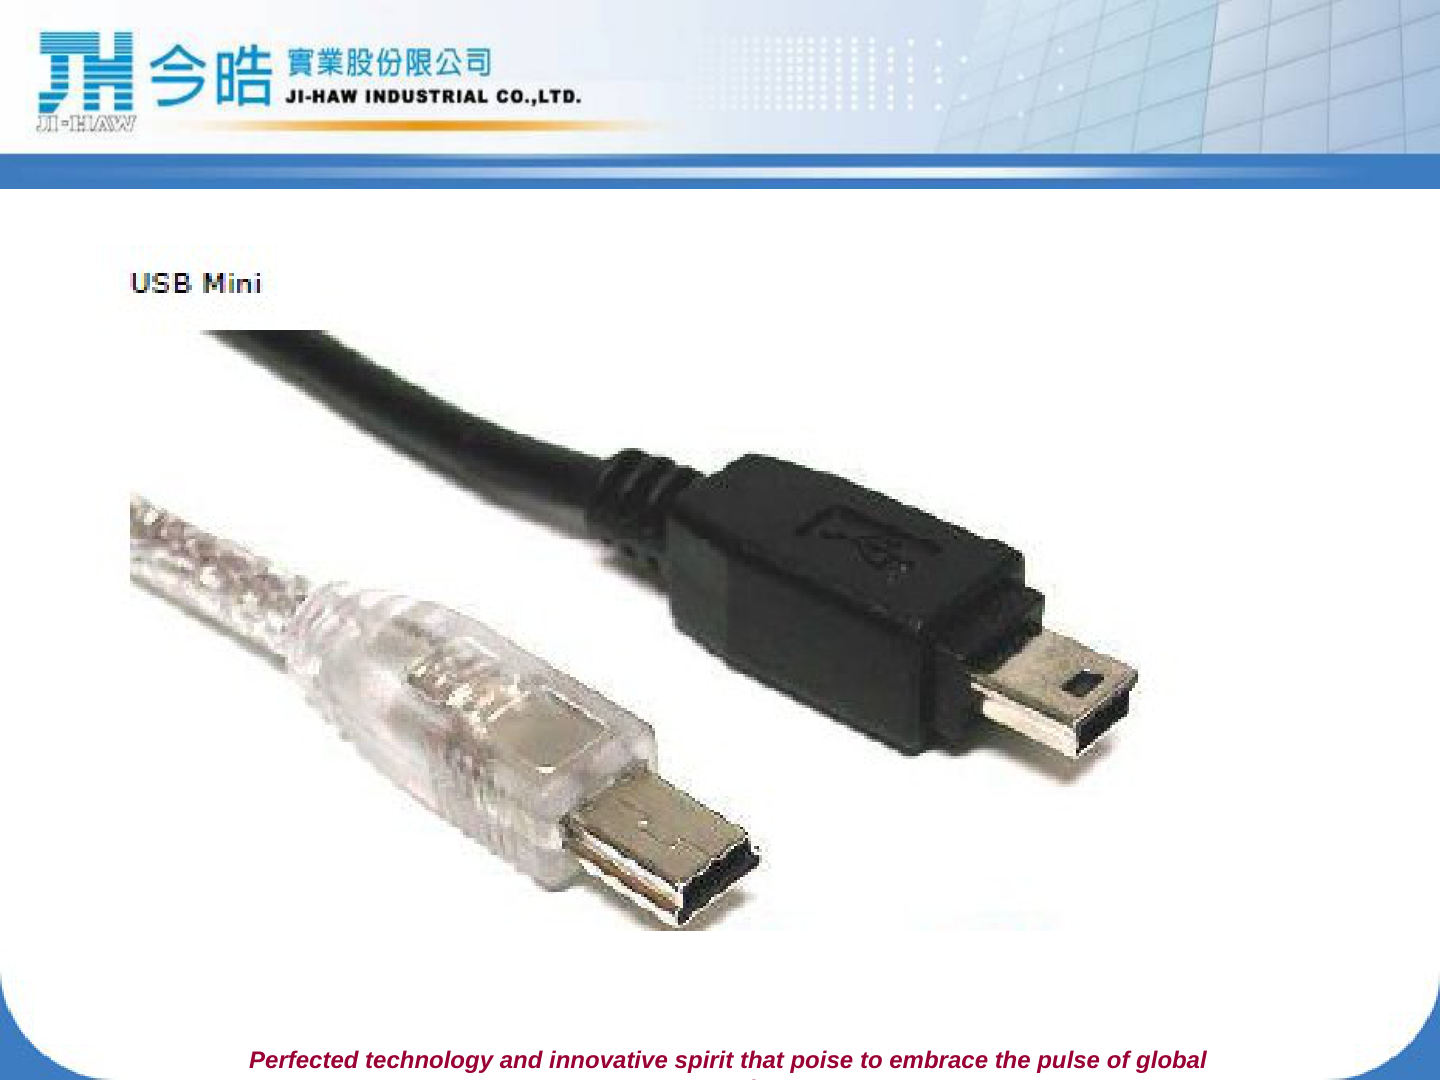 JH 今皓 實業股份限公司
JI-HAW INDUSTRIAL CO.,LTD.
JI-HAW
USB Mini
Perfected technology and innovative spirit that poise to embrace the pulse of global